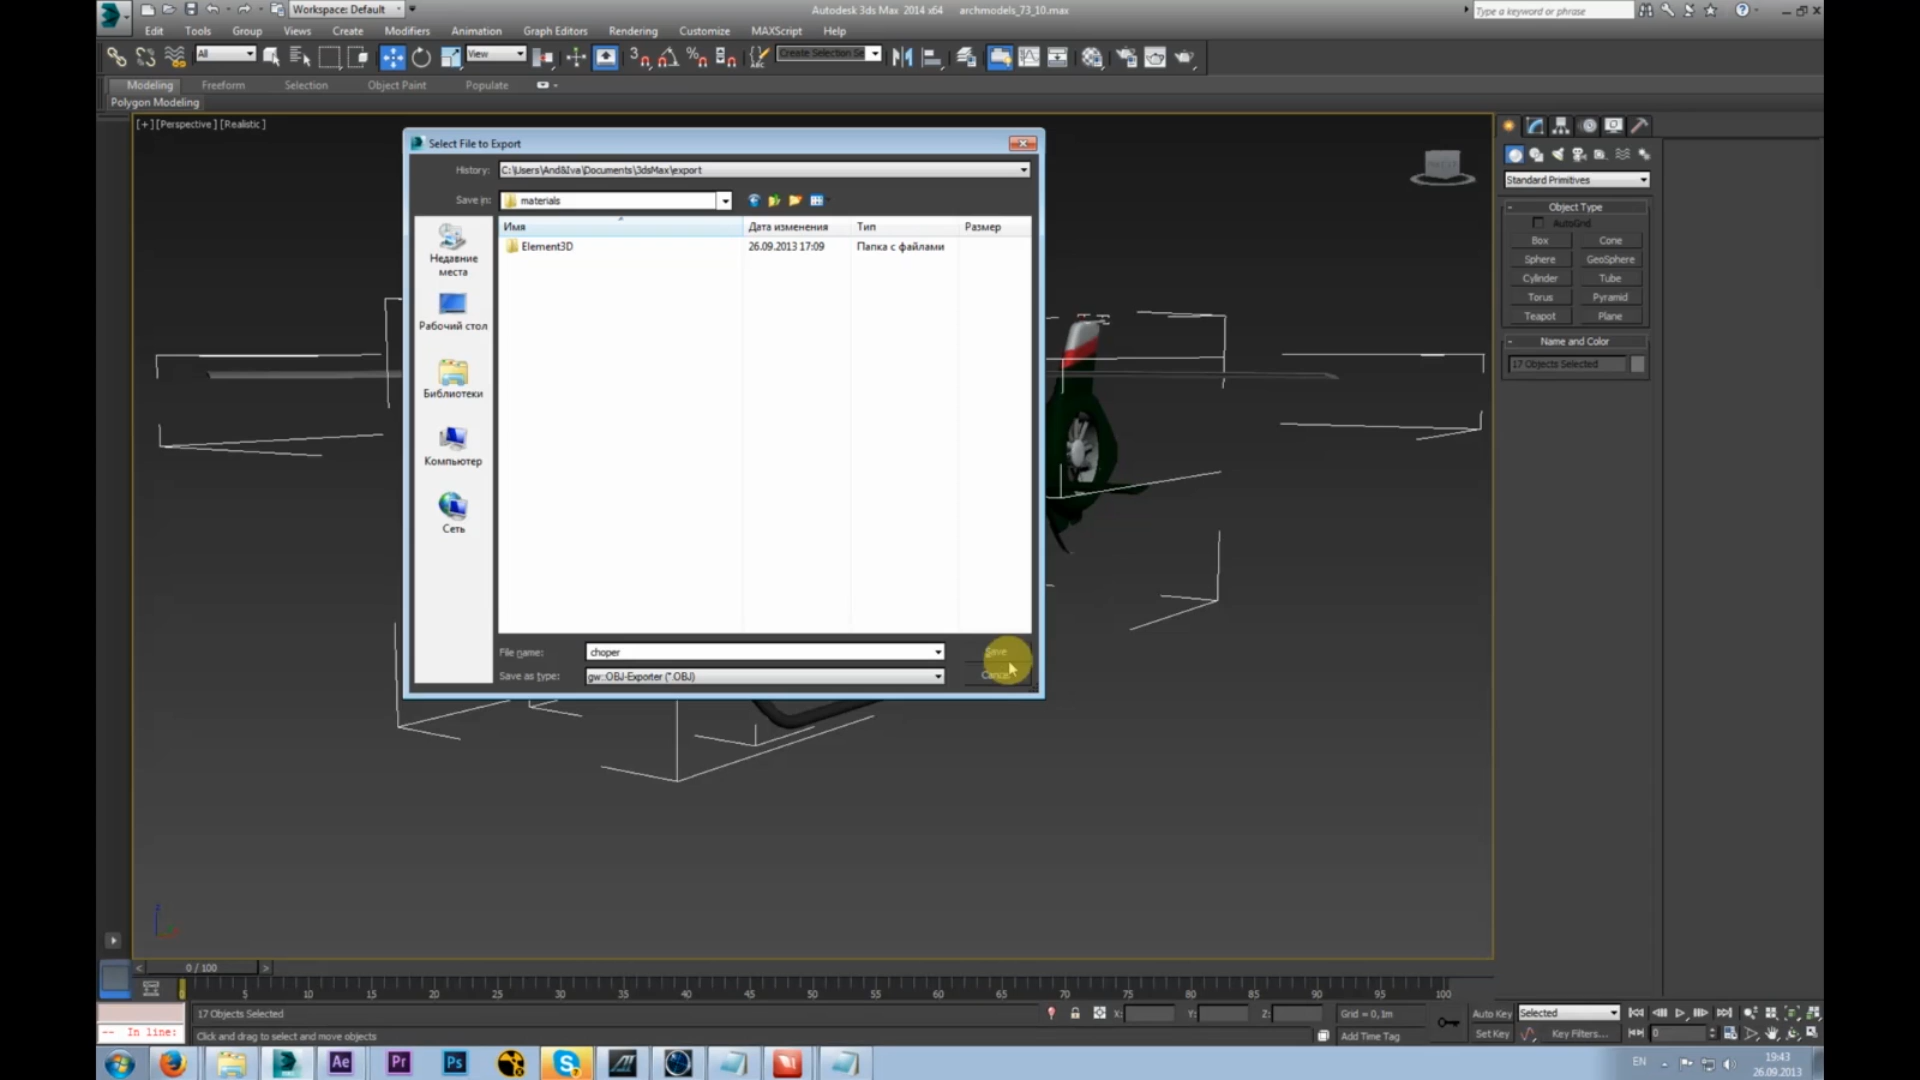 Workspace: Default
Autodesk 3ds Max 2014 x64 archmodels_73_10.max
Type a keyword or phrase
Edit Tools Group Views Create Modifiers Animation Graph Editors Rendering Customize MAXScript Help
All View Create Selection Se
Modeling Freeform Selection Object Paint Populate
Polygon Modeling
[+] [Perspective] [Realistic]
Select File to Export
History: C:\Users\And&Iva\Documents\3dsMax\export
Save in: materials
Имя Дата изменения Тип Размер
Element3D 26.09.2013 17:09 Папка с файлами
Недавние
места
Рабочий стол
Библиотеки
Компьютер
Сеть
File name: choper Save
Save as type: gw::OBJ-Exporter (*.OBJ) Cancel
Standard Primitives
Object Type
AutoGrid
Box Cone
Sphere GeoSphere
Cylinder Tube
Torus Pyramid
Teapot Plane
Name and Color
17 Objects Selected
0 / 100
0 5 10 15 20 25 30 35 40 45 50 55 60 65 70 75 80 85 90 95 100
17 Objects Selected X: Y: Z: Grid = 0,1m Auto Key Selected
-- In line: Click and drag to select and move objects Add Time Tag Set Key Key Filters... 0
Ae Pr Ps EN 19:43
26.09.2013